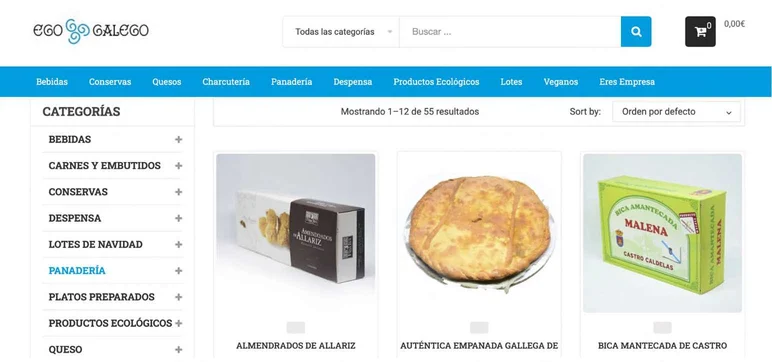 EGO GALEGO
Todas las categorías
Buscar ...
0
0,00€
Bebidas Conservas Quesos Charcutería Panadería Despensa Productos Ecológicos Lotes Veganos Eres Empresa
CATEGORÍAS
Mostrando 1–12 de 55 resultados
Sort by:
Orden por defecto
BEBIDAS +
CARNES Y EMBUTIDOS +
CONSERVAS +
DESPENSA +
LOTES DE NAVIDAD +
PANADERÍA +
PLATOS PREPARADOS +
PRODUCTOS ECOLÓGICOS +
QUESO +
ALMENDRADOS
DE ALLARIZ
BICA AMANTECADA
MALENA
CASTRO CALDELAS
BICA AMANTECADA
MALENA
ALMENDRADOS DE ALLARIZ
AUTÉNTICA EMPANADA GALLEGA DE
BICA MANTECADA DE CASTRO